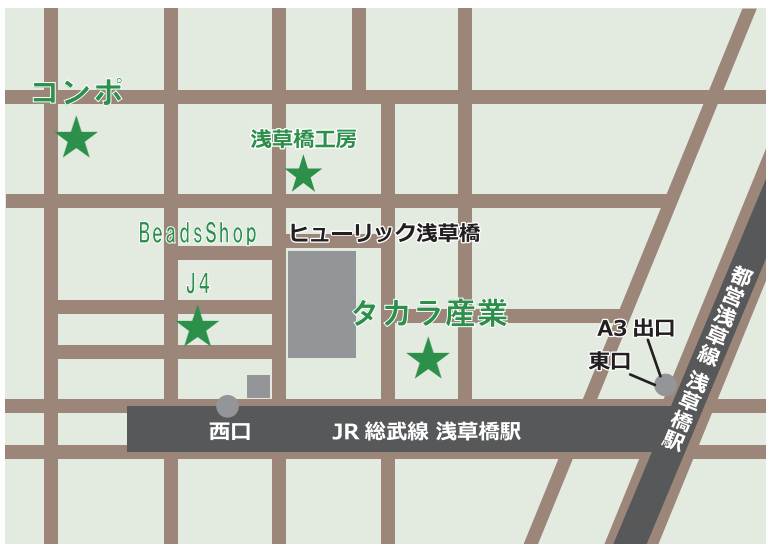 コンポ
浅草橋工房
BeadsShop
J4
ヒューリック浅草橋
タカラ産業
A3 出口
東口
都営浅草線 浅草橋駅
西口
JR 総武線 浅草橋駅